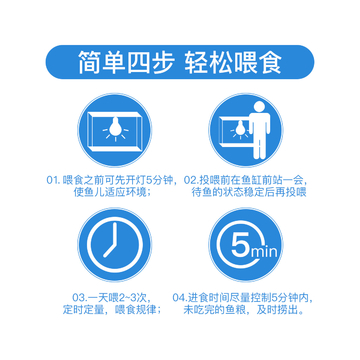 简单四步 轻松喂食
01. 喂食之前可先开灯5分钟，
使鱼儿适应环境；
02.投喂前在鱼缸前站一会，
待鱼的状态稳定后再投喂
5min
03.一天喂2~3次，
定时定量，喂食规律；
04.进食时间尽量控制5分钟内，
未吃完的鱼粮，及时捞出。